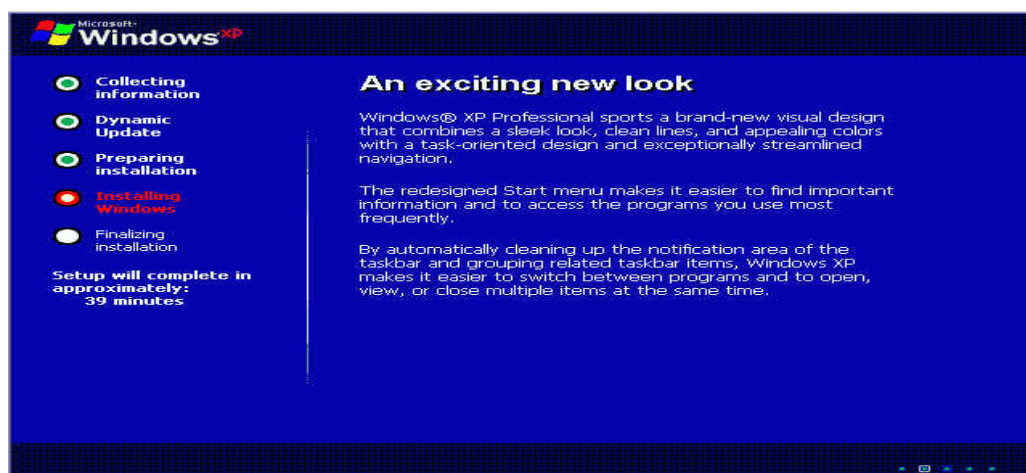 Microsoft®
Windows XP
Collecting
information
Dynamic
Update
Preparing
installation
Installing
Windows
Finalizing
installation
Setup will complete in
approximately:
39 minutes
An exciting new look
Windows® XP Professional sports a brand-new visual design
that combines a sleek look, clean lines, and appealing colors
with a task-oriented design and exceptionally streamlined
navigation.
The redesigned Start menu makes it easier to find important
information and to access the programs you use most
frequently.
By automatically cleaning up the notification area of the
taskbar and grouping related taskbar items, Windows XP
makes it easier to switch between programs and to open,
view, or close multiple items at the same time.